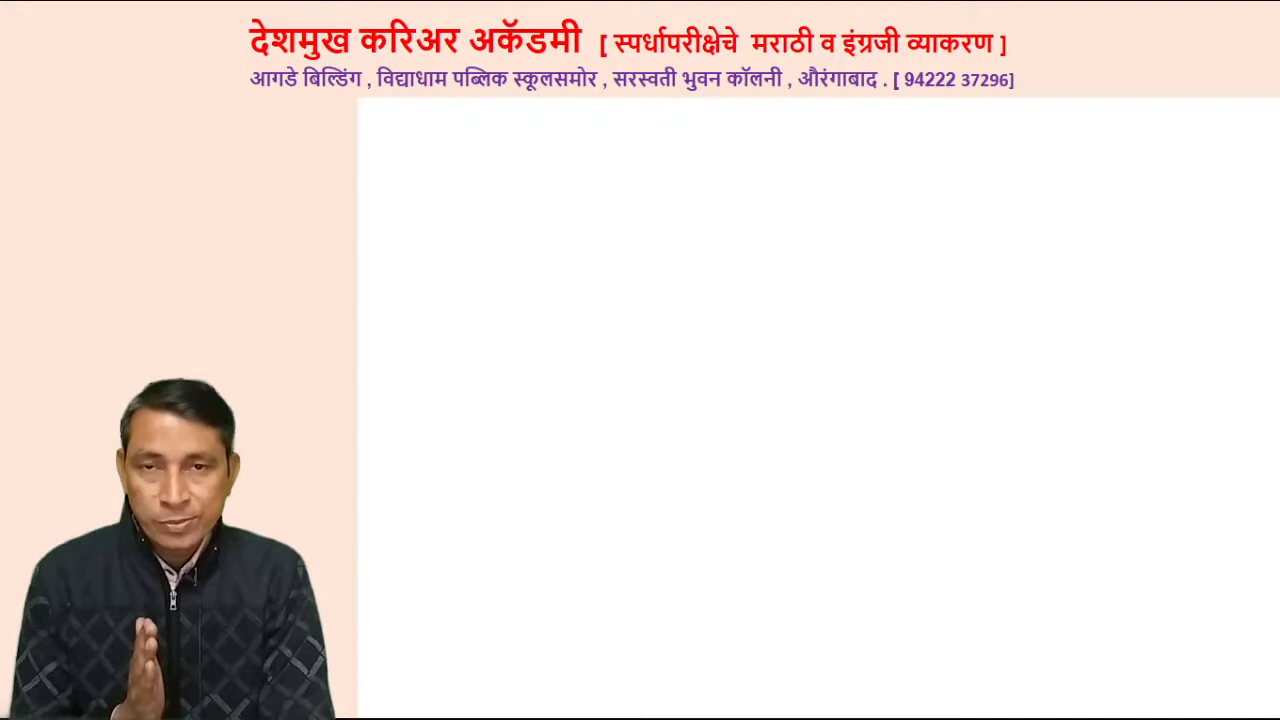 देशमुख करिअर अकॅडमी [ स्पर्धापरीक्षेचे मराठी व इंग्रजी व्याकरण ]
आगडे बिल्डिंग , विद्याधाम पब्लिक स्कूलसमोर , सरस्वती भुवन कॉलनी , औरंगाबाद . [ 94222 37296]